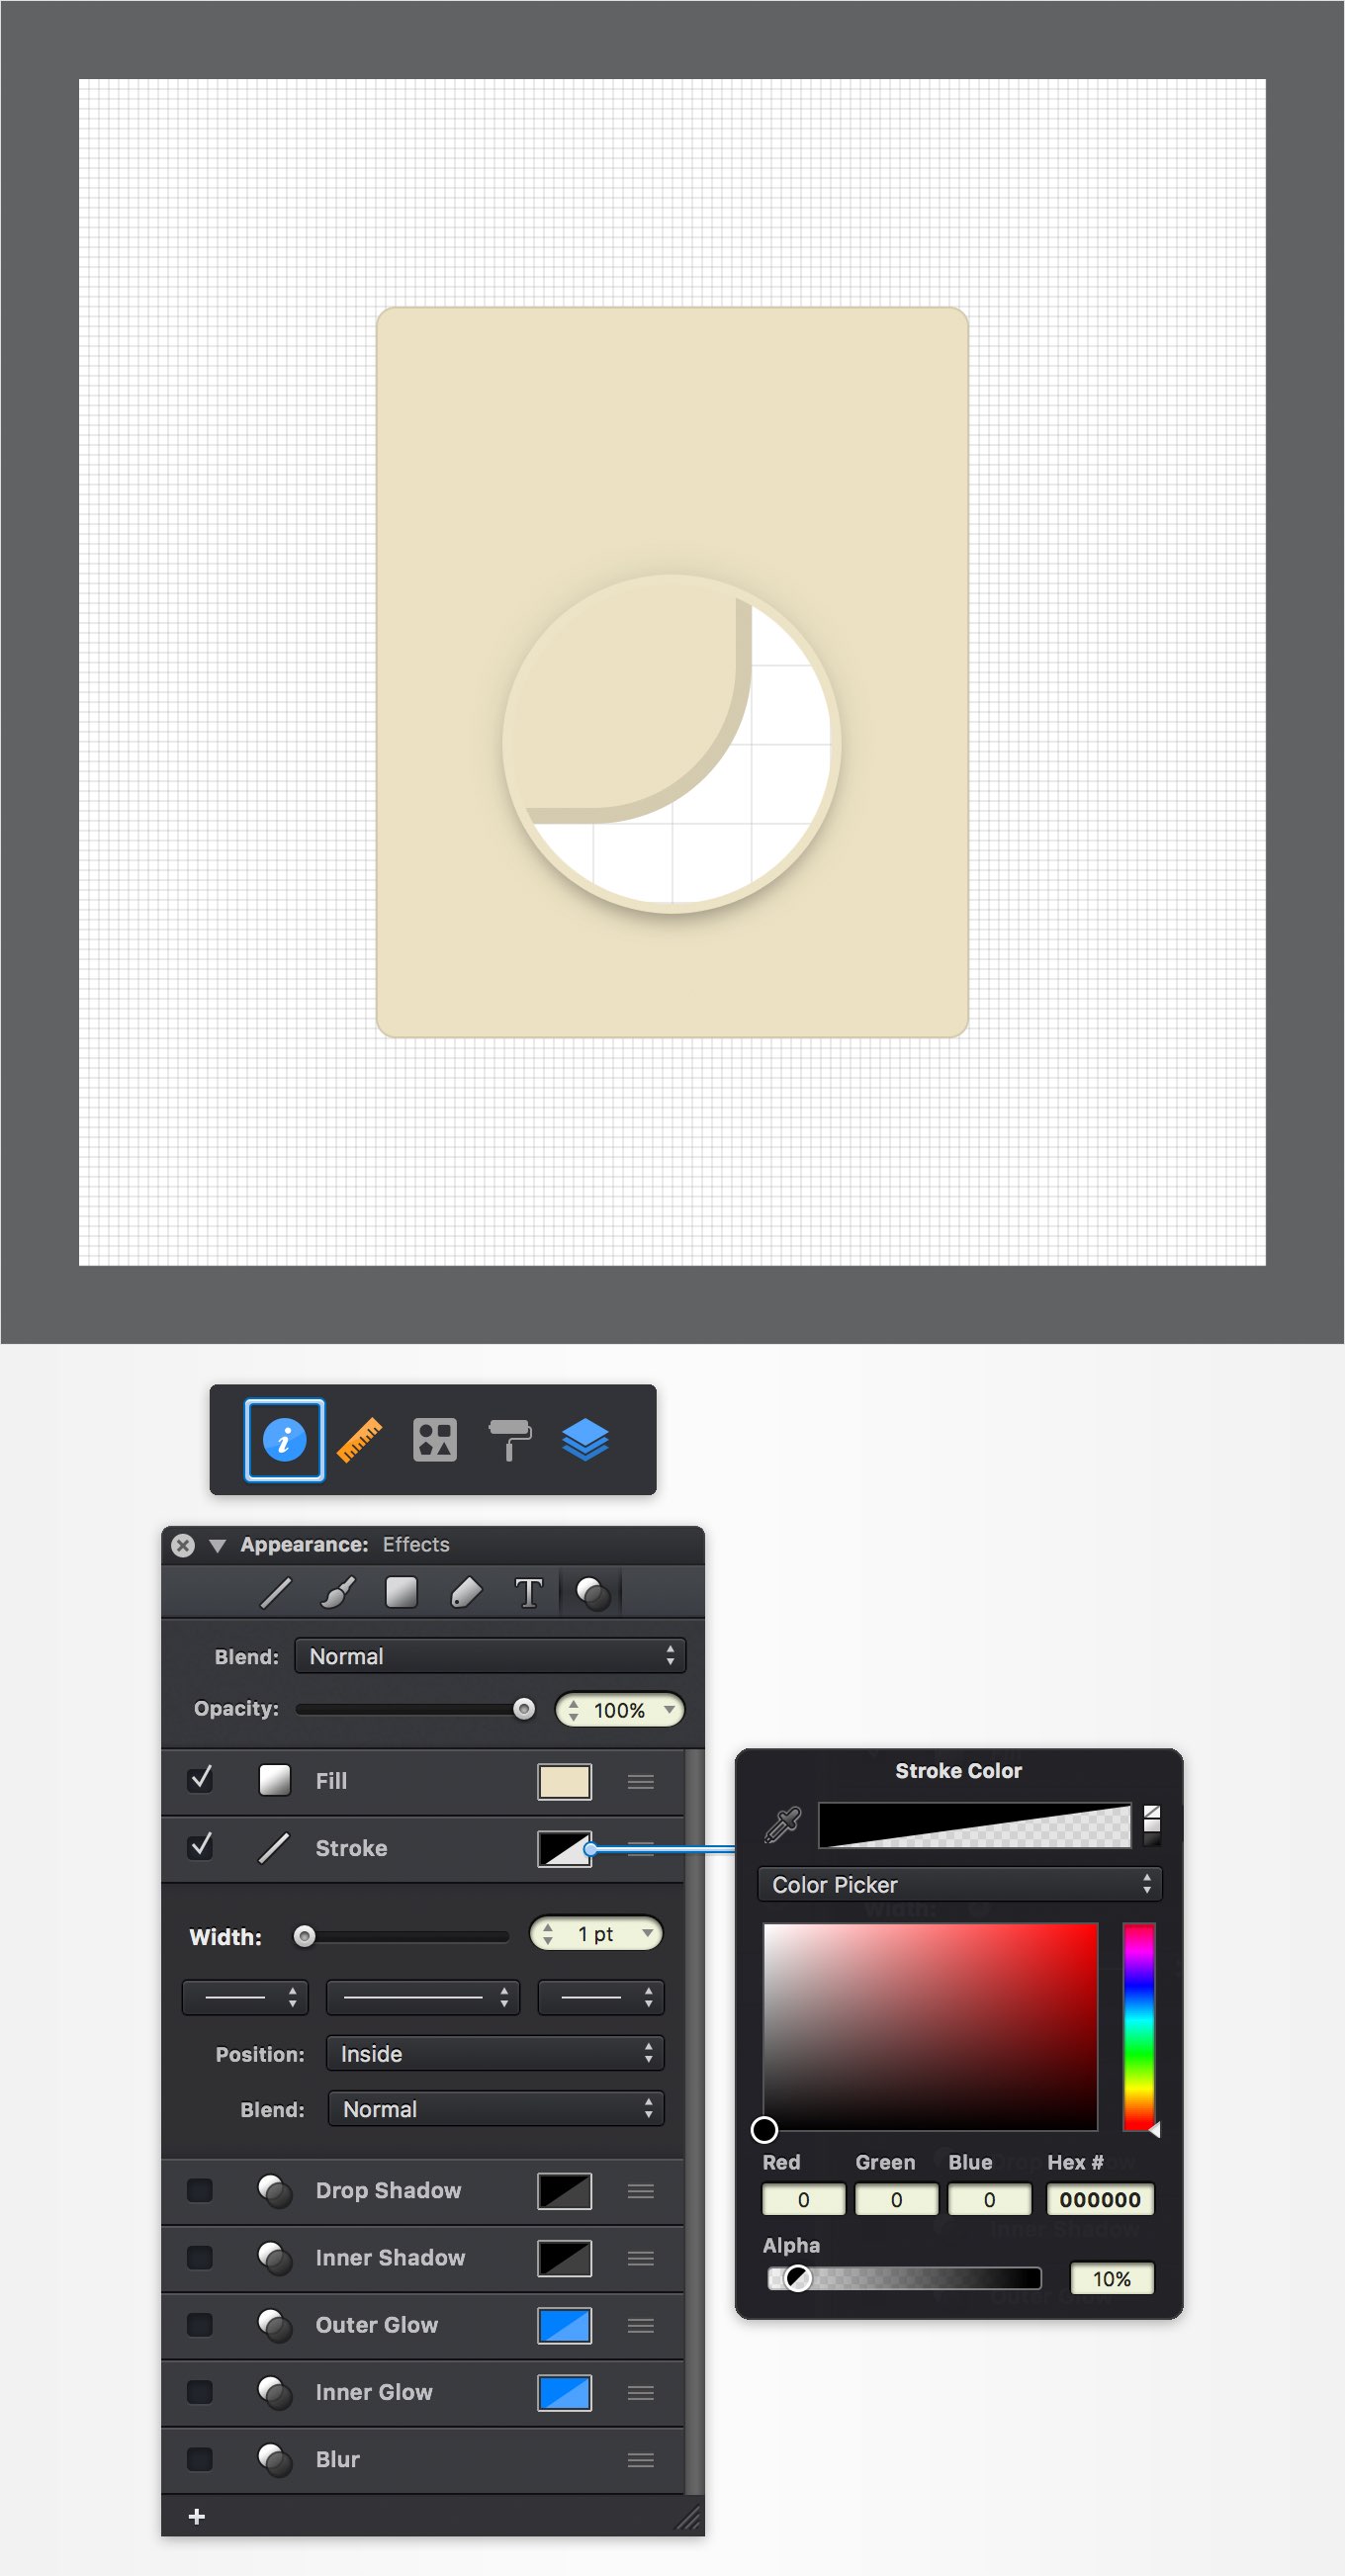 Appearance: Effects
T
Blend: Normal
Opacity: 100%
Fill
Stroke
Width: 1 pt
Position: Inside
Blend: Normal
Drop Shadow
Inner Shadow
Outer Glow
Inner Glow
Blur
+
Stroke Color
Color Picker
Red Green Blue Hex #
0 0 0 000000
Alpha
10%